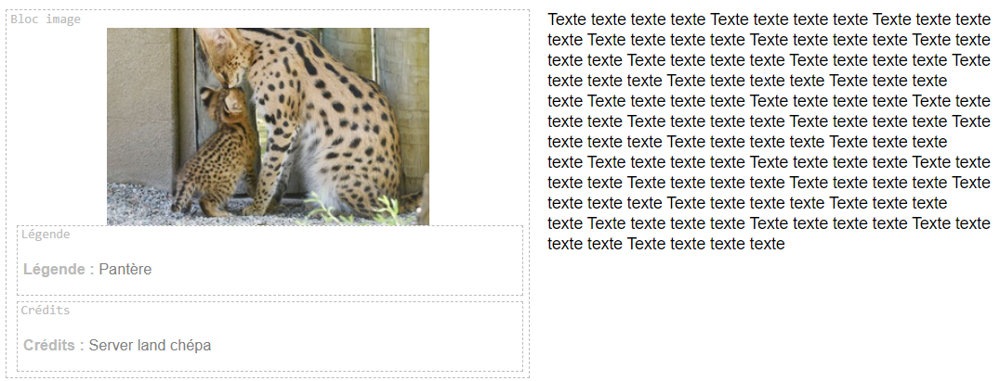 Bloc image
Légende
Légende : Pantère
Crédits
Crédits : Server land chépa
Texte texte texte texte Texte texte texte texte Texte texte texte
texte Texte texte texte texte Texte texte texte texte Texte texte
texte texte Texte texte texte texte Texte texte texte texte Texte
texte texte texte Texte texte texte texte Texte texte texte
texte Texte texte texte texte Texte texte texte texte Texte texte
texte texte Texte texte texte texte Texte texte texte texte Texte
texte texte texte Texte texte texte texte Texte texte texte
texte Texte texte texte texte Texte texte texte texte Texte texte
texte texte Texte texte texte texte Texte texte texte texte Texte
texte texte texte Texte texte texte texte Texte texte texte
texte Texte texte texte texte Texte texte texte texte Texte texte
texte texte Texte texte texte texte